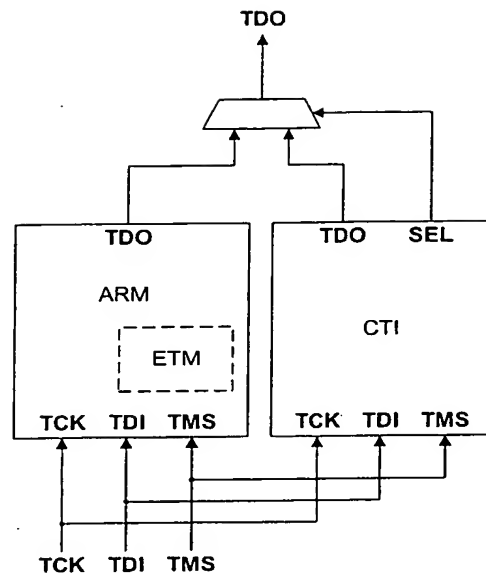 TDO
TDO
TDO SEL
ARM
CTI
ETM
TCK TDI TMS
TCK TDI TMS
TCK TDI TMS